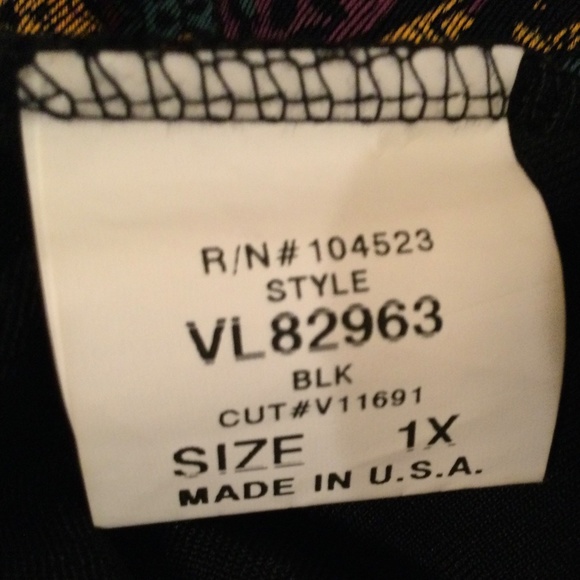 R/N# 104523
STYLE
VL82963
BLK
CUT#V11691
SIZE 1X
MADE IN U.S.A.